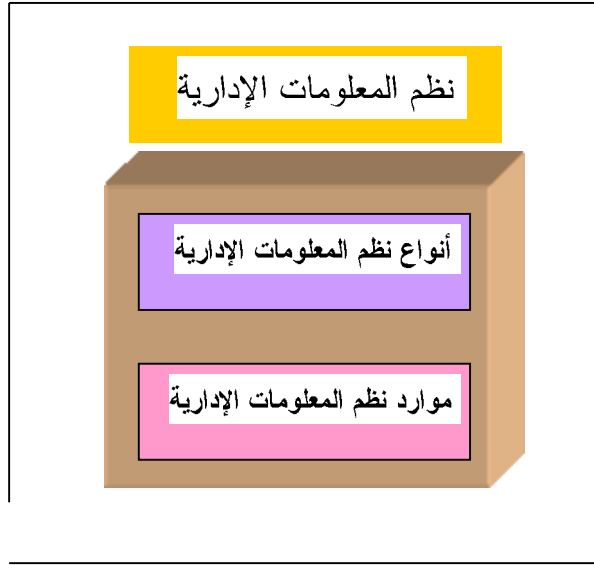 نظم المعلومات الإدارية
أنواع نظم المعلومات الإدارية
موارد نظم المعلومات الإدارية